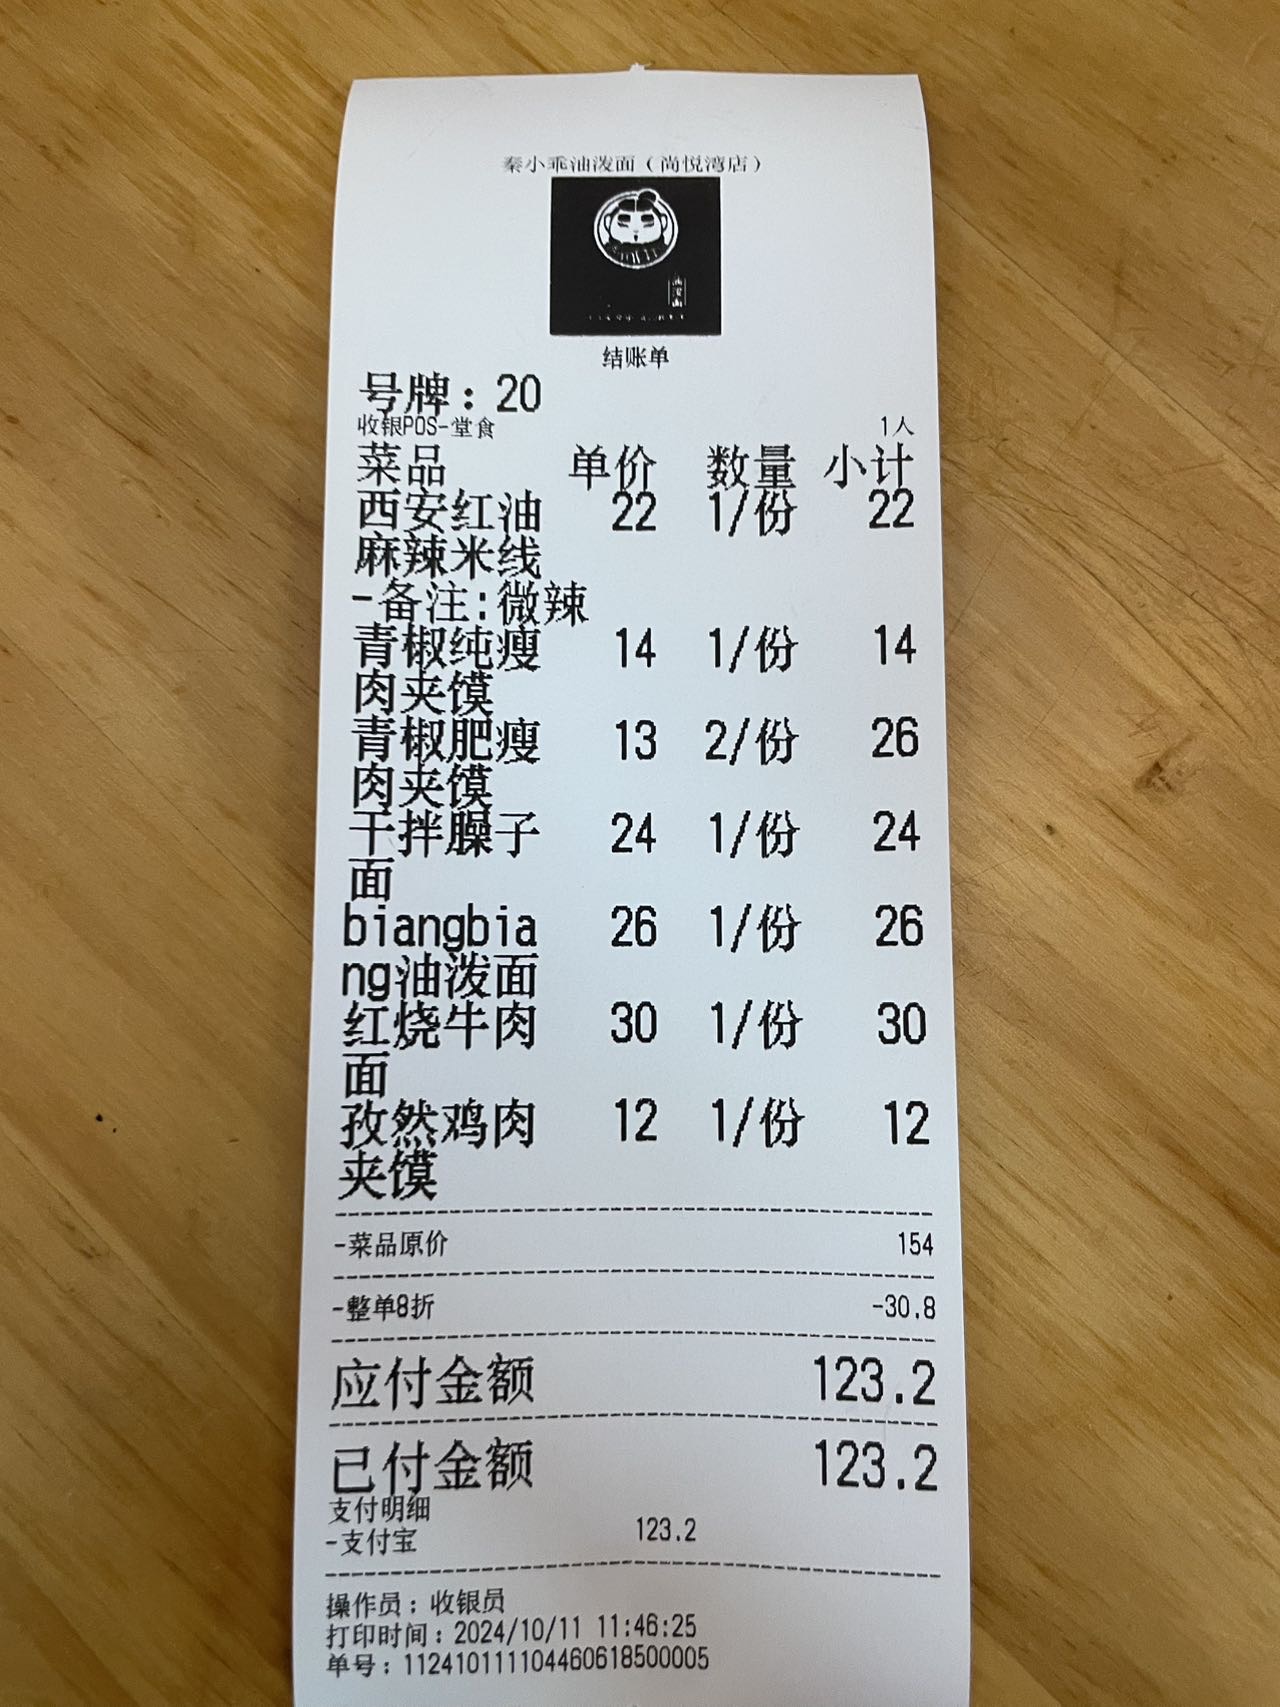 秦小乖油泼面（尚悦湾店）
结账单
号牌：20
收银POS-堂食 1人
菜品 单价 数量 小计
西安红油 22 1/份 22
麻辣米线
-备注:微辣
青椒纯瘦 14 1/份 14
肉夹馍
青椒肥瘦 13 2/份 26
肉夹馍
干拌臊子 24 1/份 24
面
biangbia 26 1/份 26
ng油泼面
红烧牛肉 30 1/份 30
面
孜然鸡肉 12 1/份 12
夹馍
-菜品原价 154
-整单8折 -30.8
应付金额 123.2
已付金额 123.2
支付明细
-支付宝 123.2
操作员：收银员
打印时间：2024/10/11 11:46:25
单号：112410111104460618500005